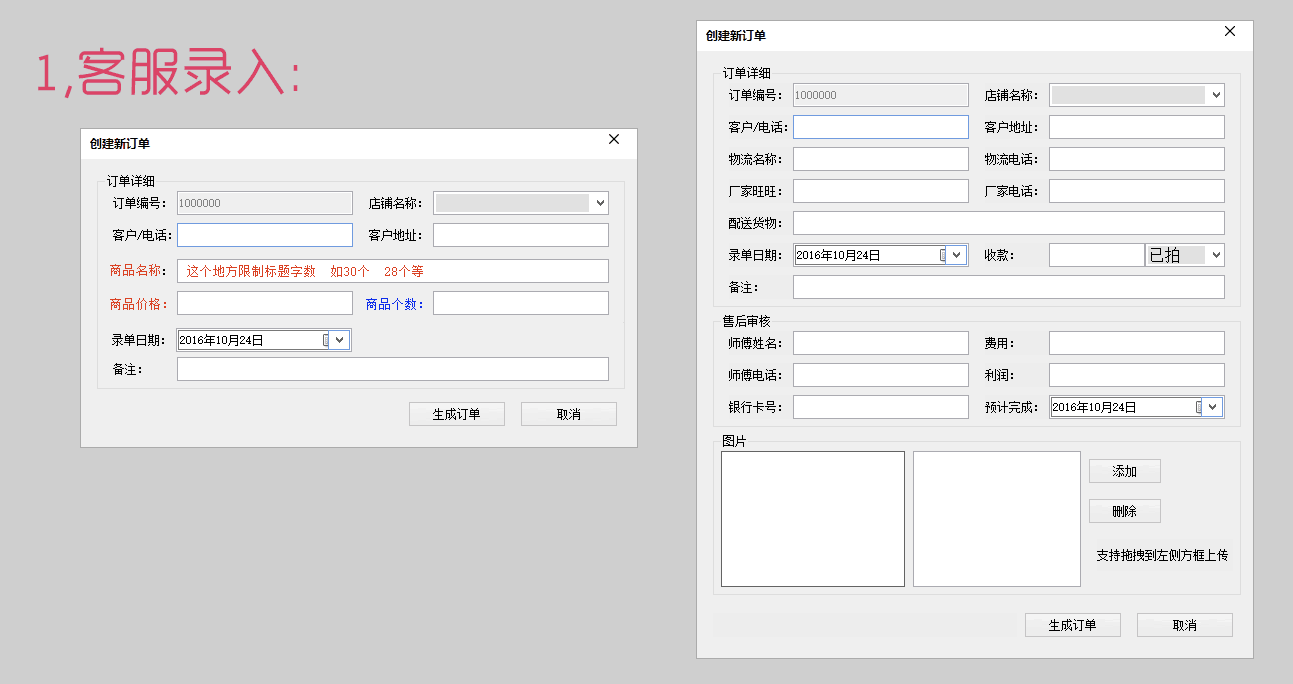 1,客服录入:
创建新订单
订单详细
订单编号: 1000000 店铺名称:
客户/电话: 客户地址:
商品名称: 这个地方限制标题字数 如30个 28个等
商品价格: 商品个数:
录单日期: 2016年10月24日
备注:
生成订单 取消
创建新订单
订单详细
订单编号: 1000000 店铺名称:
客户/电话: 客户地址:
物流名称: 物流电话:
厂家旺旺: 厂家电话:
配送货物:
录单日期: 2016年10月24日 收款: 已拍
备注:
售后审核
师傅姓名: 费用:
师傅电话: 利润:
银行卡号: 预计完成: 2016年10月24日
图片
添加
删除
支持拖拽到左侧方框上传
生成订单 取消